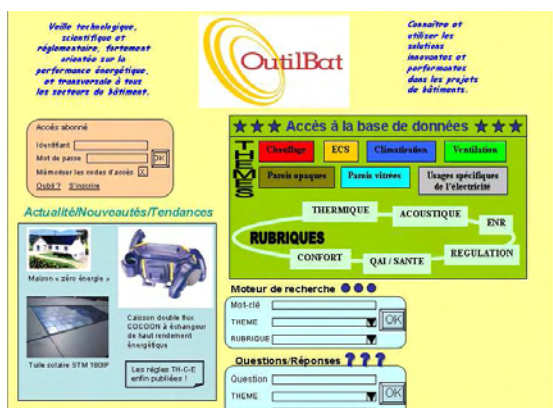 Veille technologique,
scientifique et
réglementaire, fortement
orientée sur la
performance énergétique,
et transversale à tous
les secteurs du bâtiment.
OutilBat
Connaître et
utiliser les
solutions
innovantes et
performantes
dans les projets
de bâtiments.
Accès abonné
Identifiant
Mot de passe
OK
Mémoriser les codes d'accès X
Oubli ? S'inscrire
Actualité/Nouveautés/Tendances
Maison « zéro énergie »
Caisson double flux
COCOON à échangeur
de haut rendement
énergétique
Tuile solaire STM 180IP
Les règles TH-C-E
enfin publiées !
Accès à la base de données
THEMES
Chauffage ECS Climatisation Ventilation
Parois opaques Parois vitrées Usages spécifiques
de l'électricité
THERMIQUE ACOUSTIQUE ENR
RUBRIQUES
CONFORT QAI / SANTE REGULATION
Moteur de recherche
Mot-clé
THEME
OK
RUBRIQUE
Questions/Réponses ? ? ?
Question
THEME
OK